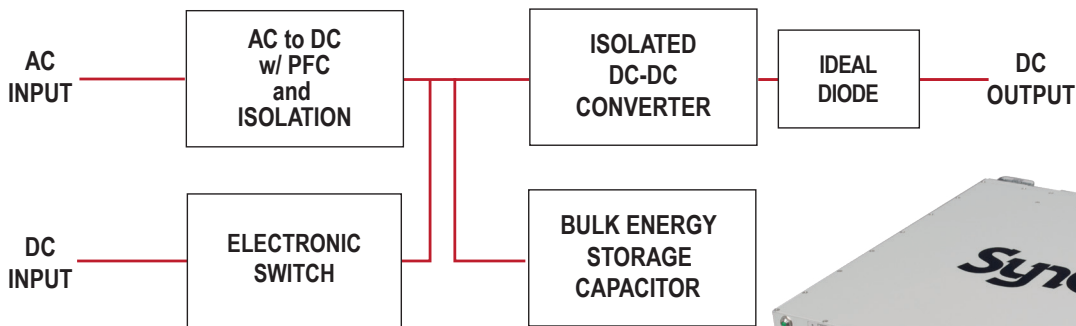 AC
INPUT
AC to DC
w/ PFC
and
ISOLATION
ISOLATED
DC-DC
CONVERTER
IDEAL
DIODE
DC
OUTPUT
DC
INPUT
ELECTRONIC
SWITCH
BULK ENERGY
STORAGE
CAPACITOR